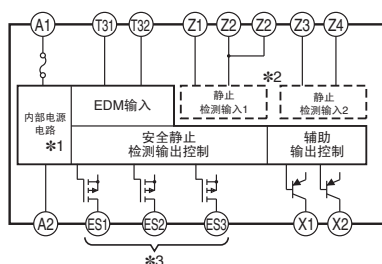 A1 T31 T32 Z1 Z2 Z2 Z3 Z4
*2
内部电源
电路
*1
EDM输入
静止
检测输入1
静止
检测输入2
安全静止
检测输出控制
辅助
输出控制
A2 ES1 ES2 ES3 X1 X2
*3